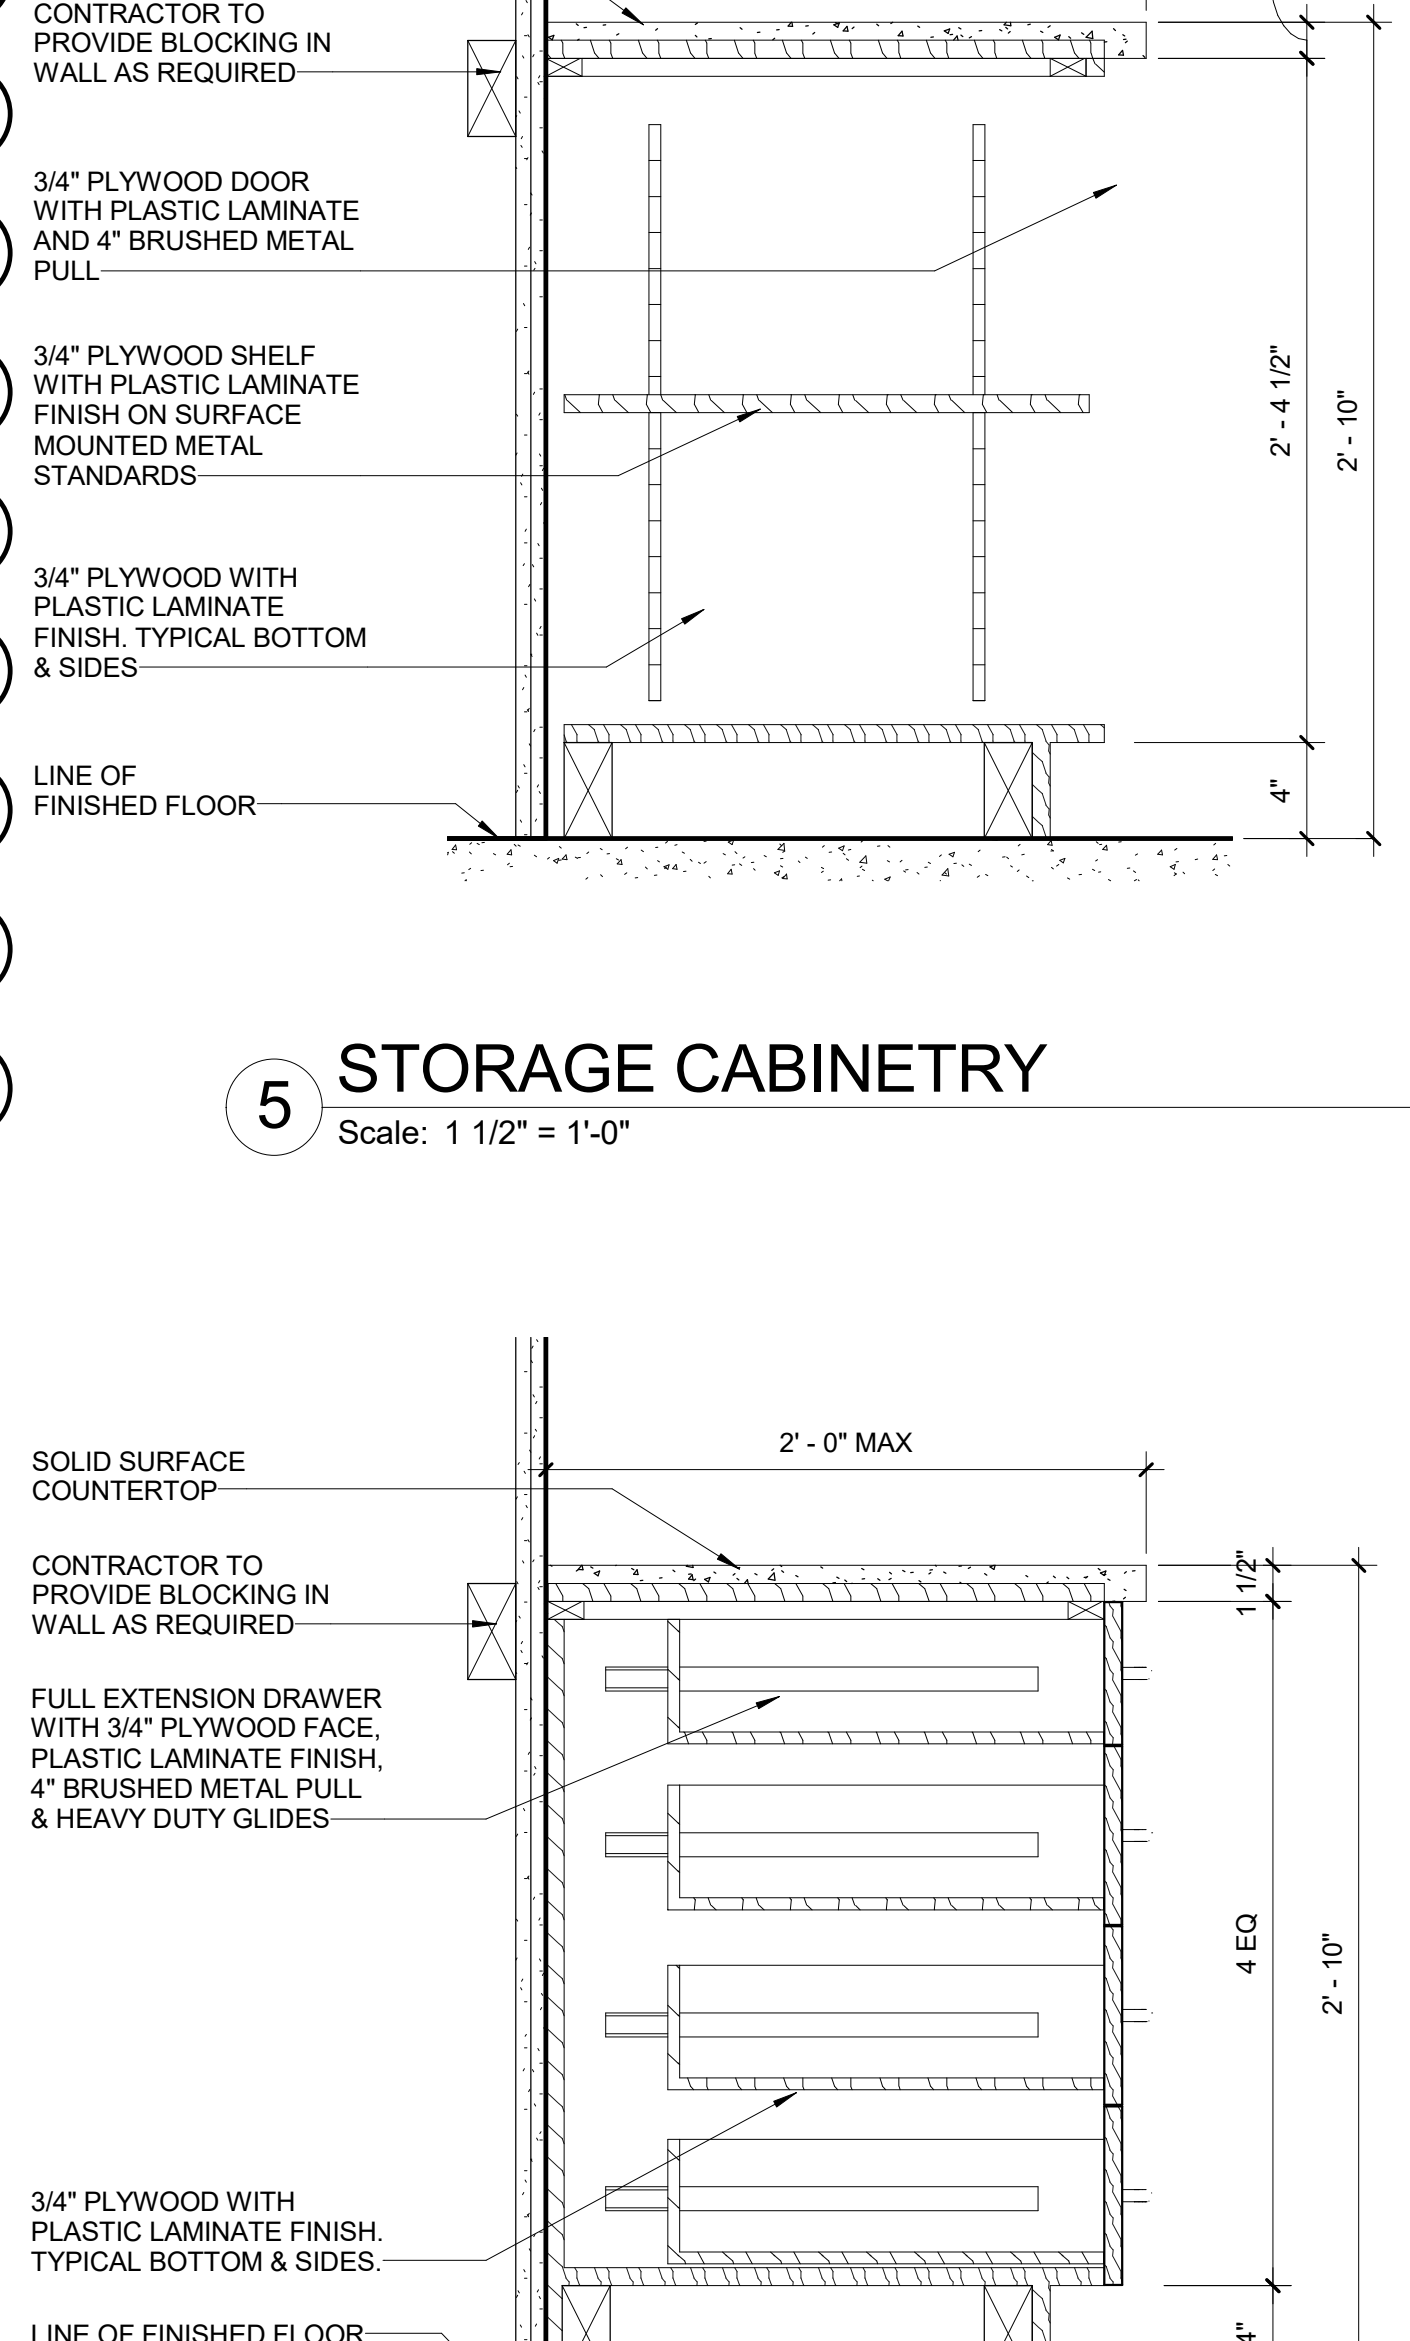 CONTRACTOR TO
PROVIDE BLOCKING IN
WALL AS REQUIRED
3/4" PLYWOOD DOOR
WITH PLASTIC LAMINATE
AND 4" BRUSHED METAL
PULL
3/4" PLYWOOD SHELF
WITH PLASTIC LAMINATE
FINISH ON SURFACE
MOUNTED METAL
STANDARDS
3/4" PLYWOOD WITH
PLASTIC LAMINATE
FINISH. TYPICAL BOTTOM
& SIDES
LINE OF
FINISHED FLOOR
2' - 4 1/2"
2' - 10"
4"
5
STORAGE CABINETRY
Scale: 1 1/2" = 1'-0"
2' - 0" MAX
SOLID SURFACE
COUNTERTOP
CONTRACTOR TO
PROVIDE BLOCKING IN
WALL AS REQUIRED
FULL EXTENSION DRAWER
WITH 3/4" PLYWOOD FACE,
PLASTIC LAMINATE FINISH,
4" BRUSHED METAL PULL
& HEAVY DUTY GLIDES
1 1/2"
4 EQ
2' - 10"
3/4" PLYWOOD WITH
PLASTIC LAMINATE FINISH.
TYPICAL BOTTOM & SIDES.
LINE OF FINISHED FLOOR
4"